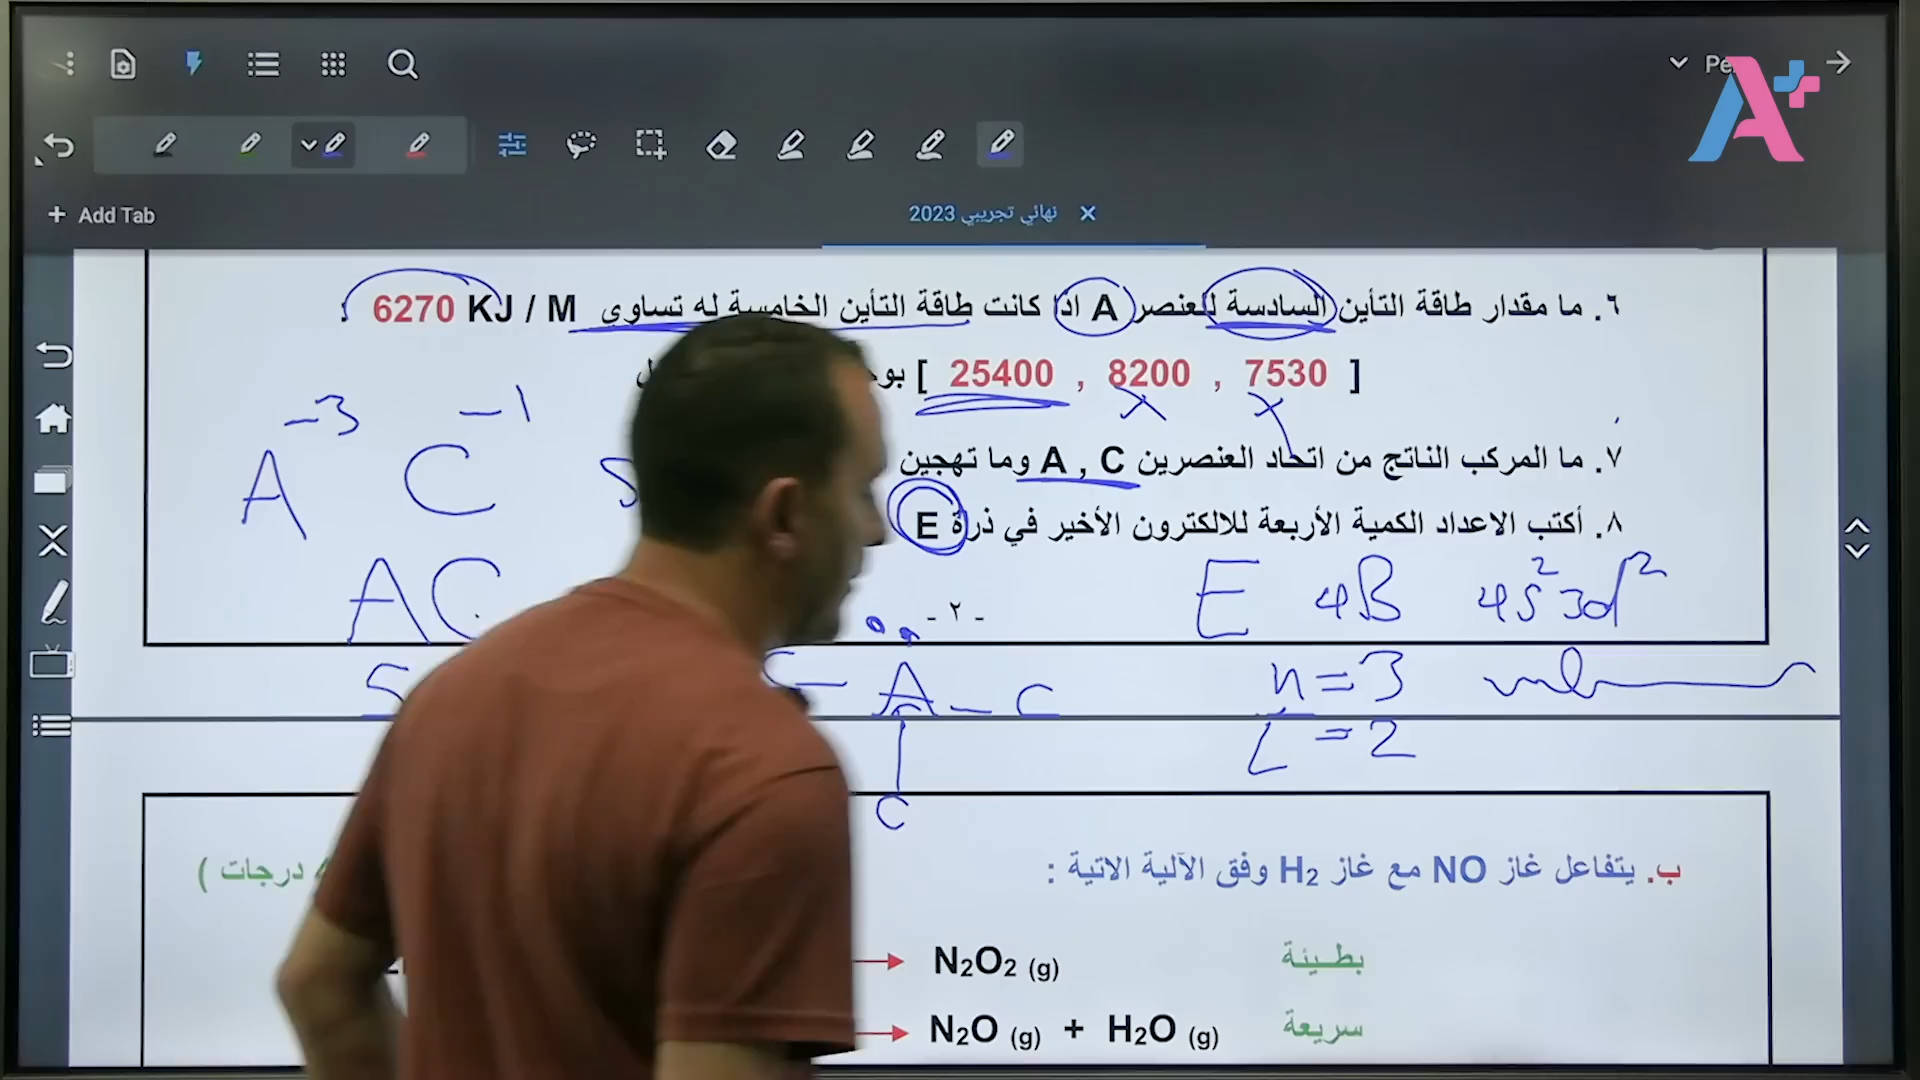 A+
+ Add Tab
نهائي تجريبي 2023 ×
٦. ما مقدار طاقة التأين السادسة للعنصر A اذا كانت طاقة التأين الخامسة له تساوي 6270 KJ / M :
[ 25400 , 8200 , 7530 ]
A⁻³ C⁻¹
٧. ما المركب الناتج من اتحاد العنصرين A , C وما تهجين
٨. أكتب الاعداد الكمية الأربعة للالكترون الأخير في ذرة E
AC
E 4B 4S² 3d²
- ٢ -
C – A – C
n = 3
L = 2
C
ب. يتفاعل غاز NO مع غاز H₂ وفق الآلية الاتية :
درجات )
→ N₂O₂ (g) بطـيئة
→ N₂O (g) + H₂O (g) سريعة